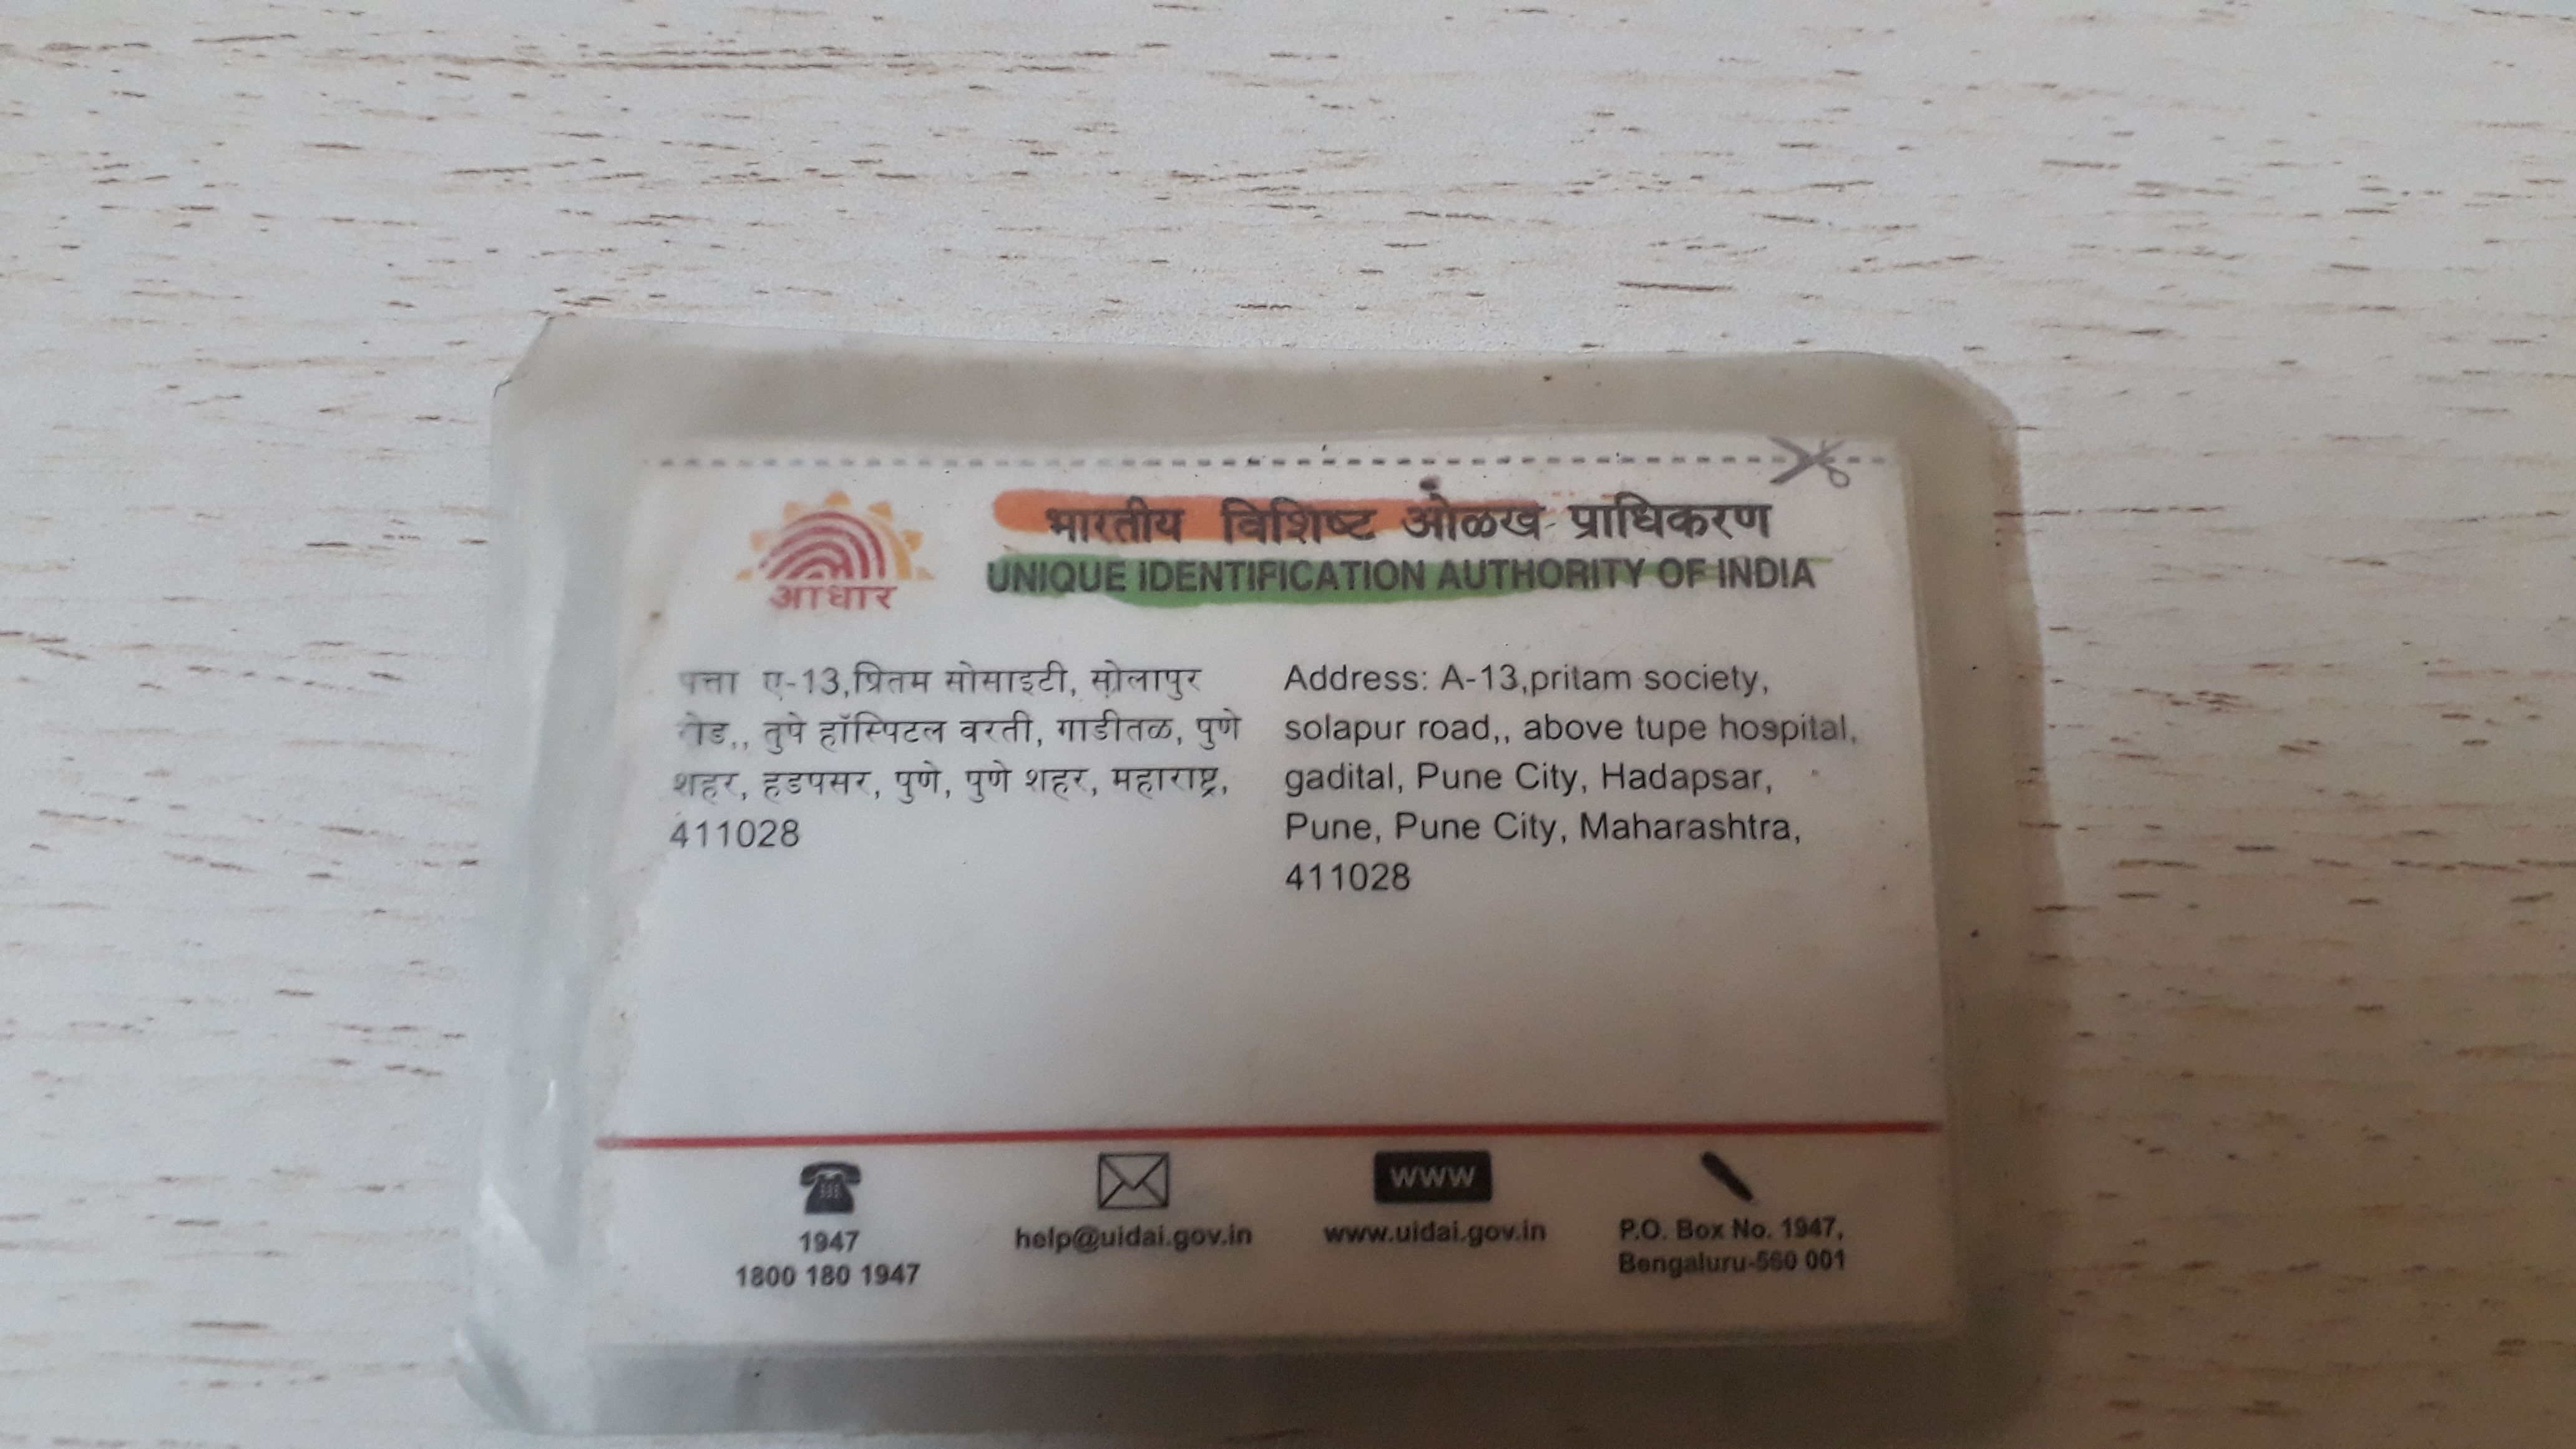 भारतीय विशिष्ट ओळख प्राधिकरण
UNIQUE IDENTIFICATION AUTHORITY OF INDIA
आधार
पत्ता ए-13,प्रितम सोसाइटी, सोलापुर
रोड,, तुपे हॉस्पिटल वरती, गाडीतळ, पुणे
शहर, हडपसर, पुणे, पुणे शहर, महाराष्ट्र,
411028
Address: A-13,pritam society,
solapur road,, above tupe hospital,
gadital, Pune City, Hadapsar,
Pune, Pune City, Maharashtra,
411028
1947
1800 180 1947
help@uidai.gov.in
www
www.uidai.gov.in
P.O. Box No. 1947,
Bengaluru-560 001